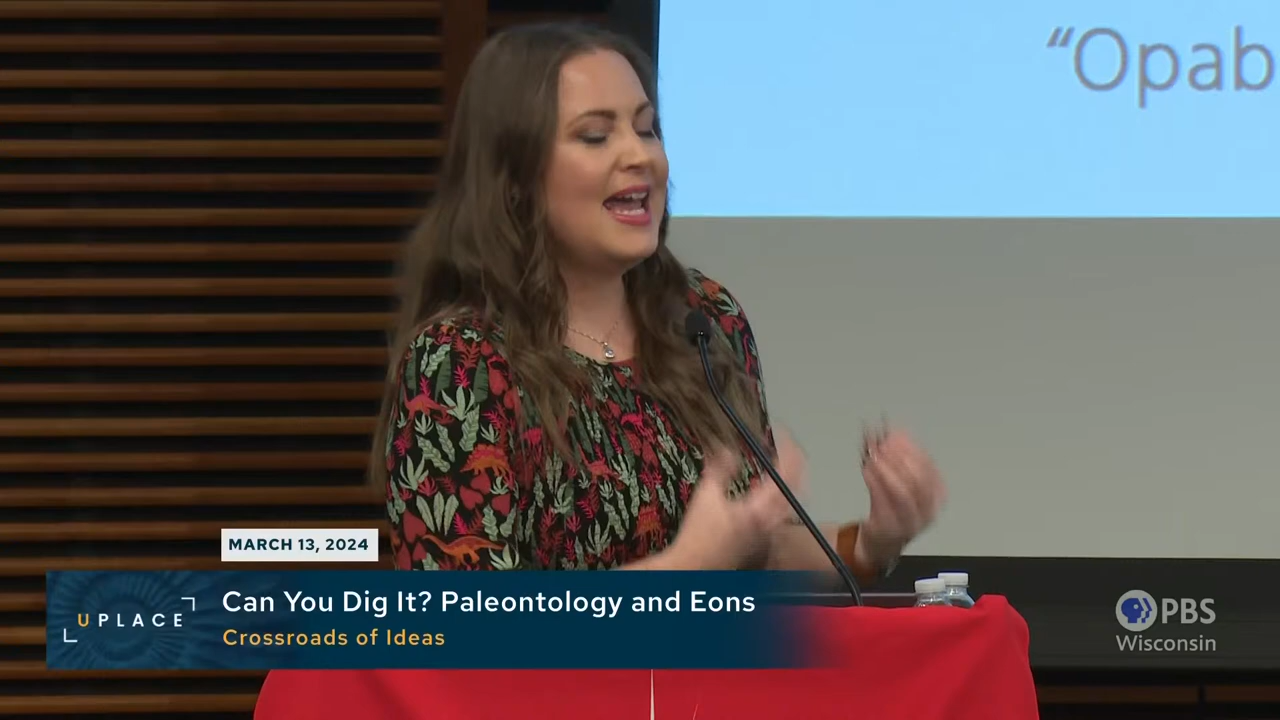 “Opab
MARCH 13, 2024
UPLACE
Can You Dig It? Paleontology and Eons
Crossroads of Ideas
PBS
Wisconsin